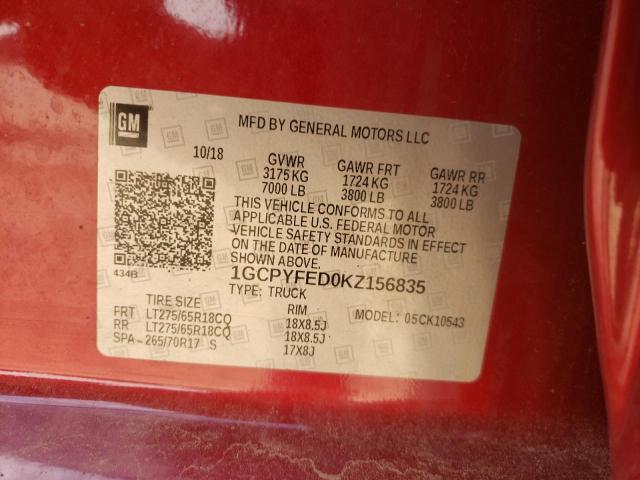 GM
MFD BY GENERAL MOTORS LLC
10/18
GVWR GAWR FRT GAWR RR
3175 KG 1724 KG 1724 KG
7000 LB 3800 LB 3800 LB
THIS VEHICLE CONFORMS TO ALL
APPLICABLE U.S. FEDERAL MOTOR
VEHICLE SAFETY STANDARDS IN EFFECT
ON THE DATE OF MANUFACTURE
SHOWN ABOVE.
434B
1GCPYFED0KZ156835
TYPE: TRUCK
TIRE SIZE RIM MODEL: 05CK10543
FRT LT275/65R18CQ 18X8.5J
RR LT275/65R18CQ 18X8.5J
SPA - 265/70R17 S 17X8J